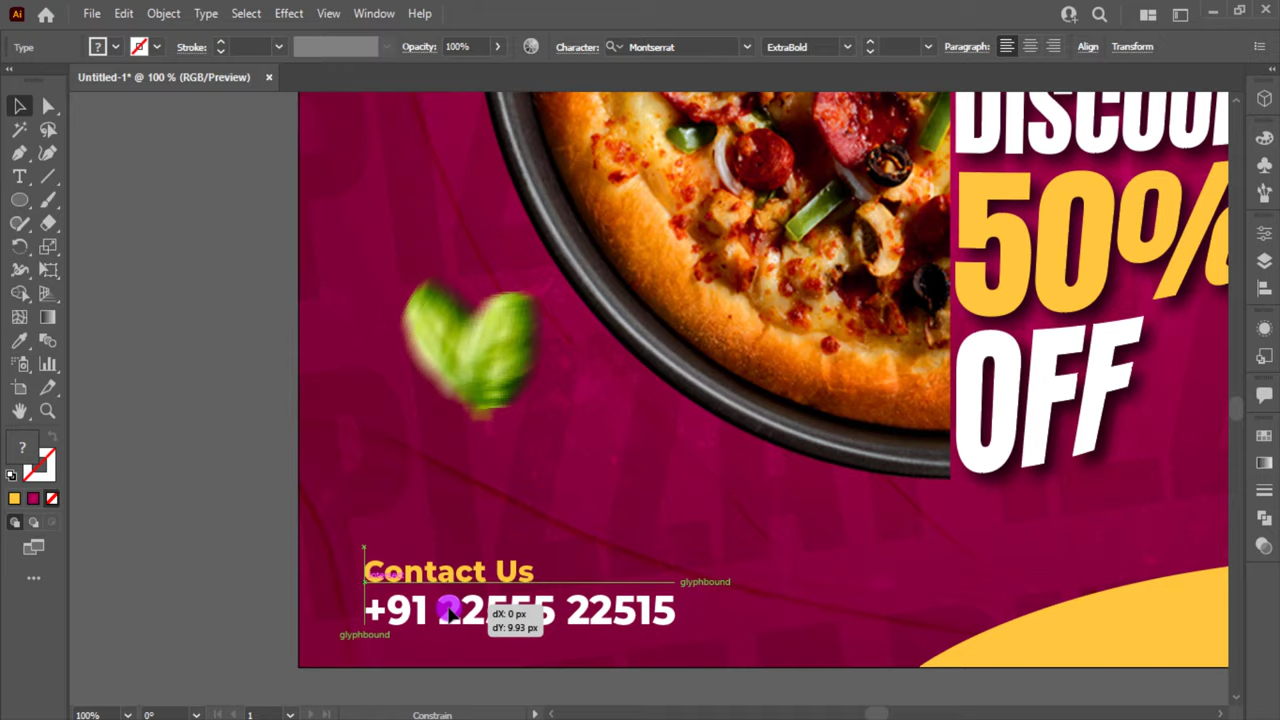 Ai File Edit Object Type Select Effect View Window Help
Type ? Stroke: Opacity: 100% Character: Montserrat ExtraBold Paragraph: Align Transform
Untitled-1* @ 100 % (RGB/Preview) ×
DISCOU
50%
OFF
?
Contact Us
glyphbound
+91 22555 22515
dX: 0 px
dY: 9.93 px
glyphbound
100% 0° 1 Constrain